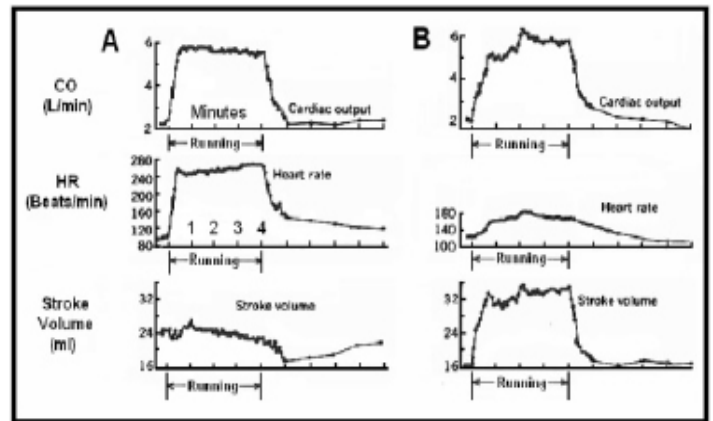 A
B
CO
(L/min)
6
4
2
Minutes
Cardiac output
Running
6
4
2
Cardiac output
Running
HR
(Beats/min)
280
240
200
160
120
80
Heart rate
1 2 3 4
Running
180
140
100
Heart rate
Running
Stroke
Volume
(ml)
32
24
16
Stroke volume
Running
32
24
16
Stroke volume
Running